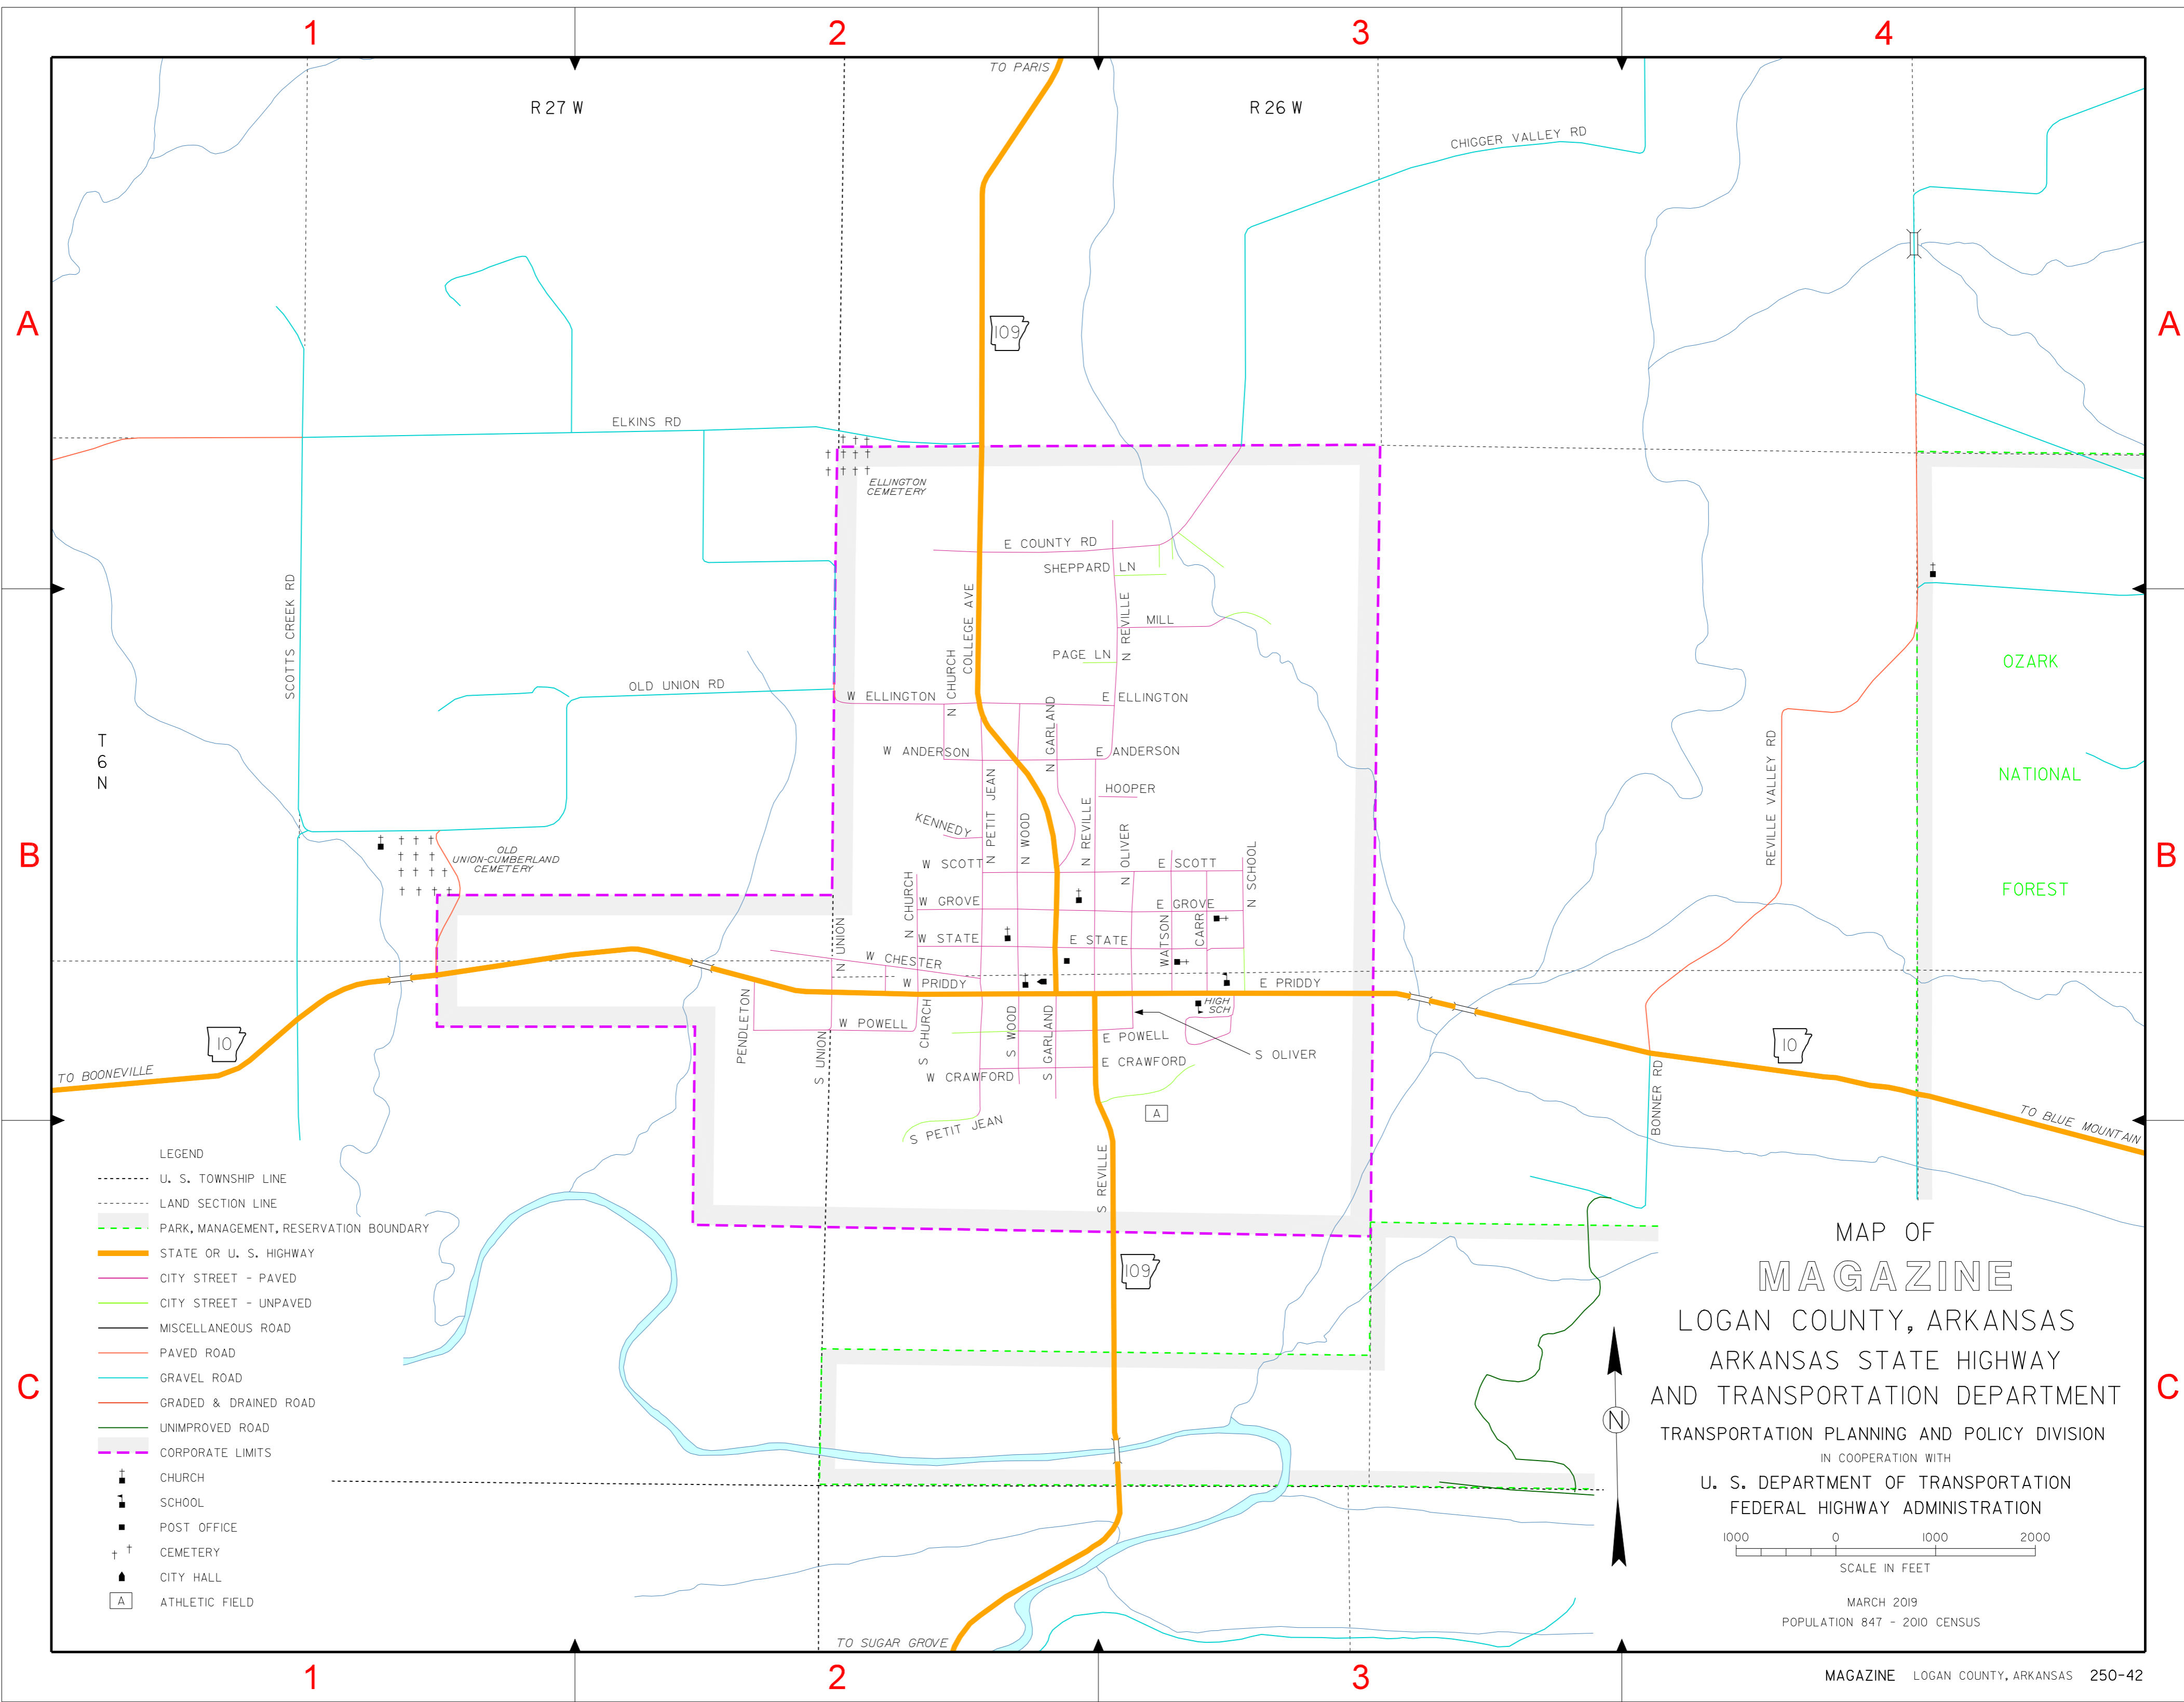 1
2
3
4
TO PARIS
R 27 W
R 26 W
CHIGGER VALLEY RD
A
109
A
ELKINS RD
ELLINGTON
CEMETERY
E COUNTY RD
SHEPPARD LN
SCOTTS CREEK RD
COLLEGE AVE
N REVILLE
MILL
PAGE LN
OZARK
OLD UNION RD
W ELLINGTON
N CHURCH
N GARLAND
E ELLINGTON
T
6
N
W ANDERSON
E ANDERSON
REVILLE VALLEY RD
NATIONAL
HOOPER
KENNEDY
N PETIT JEAN
N WOOD
N REVILLE
N OLIVER
B
OLD
UNION-CUMBERLAND
CEMETERY
W SCOTT
E SCOTT
N SCHOOL
B
FOREST
N CHURCH
W GROVE
E GROVE
N UNION
W STATE
E STATE
WATSON
CARR
W CHESTER
W PRIDDY
E PRIDDY
HIGH
SCH
PENDLETON
W POWELL
S UNION
S CHURCH
S WOOD
S GARLAND
E POWELL
S OLIVER
10
10
TO BOONEVILLE
W CRAWFORD
E CRAWFORD
BONNER RD
A
TO BLUE MOUNTAIN
S PETIT JEAN
S REVILLE
LEGEND
U. S. TOWNSHIP LINE
LAND SECTION LINE
PARK, MANAGEMENT, RESERVATION BOUNDARY
STATE OR U. S. HIGHWAY
CITY STREET - PAVED
CITY STREET - UNPAVED
MISCELLANEOUS ROAD
PAVED ROAD
GRAVEL ROAD
GRADED & DRAINED ROAD
UNIMPROVED ROAD
CORPORATE LIMITS
CHURCH
SCHOOL
POST OFFICE
CEMETERY
CITY HALL
A ATHLETIC FIELD
109
C
C
N
MAP OF
MAGAZINE
LOGAN COUNTY, ARKANSAS
ARKANSAS STATE HIGHWAY
AND TRANSPORTATION DEPARTMENT
TRANSPORTATION PLANNING AND POLICY DIVISION
IN COOPERATION WITH
U. S. DEPARTMENT OF TRANSPORTATION
FEDERAL HIGHWAY ADMINISTRATION
1000 0 1000 2000
SCALE IN FEET
MARCH 2019
POPULATION 847 - 2010 CENSUS
TO SUGAR GROVE
1
2
3
MAGAZINE LOGAN COUNTY, ARKANSAS 250-42